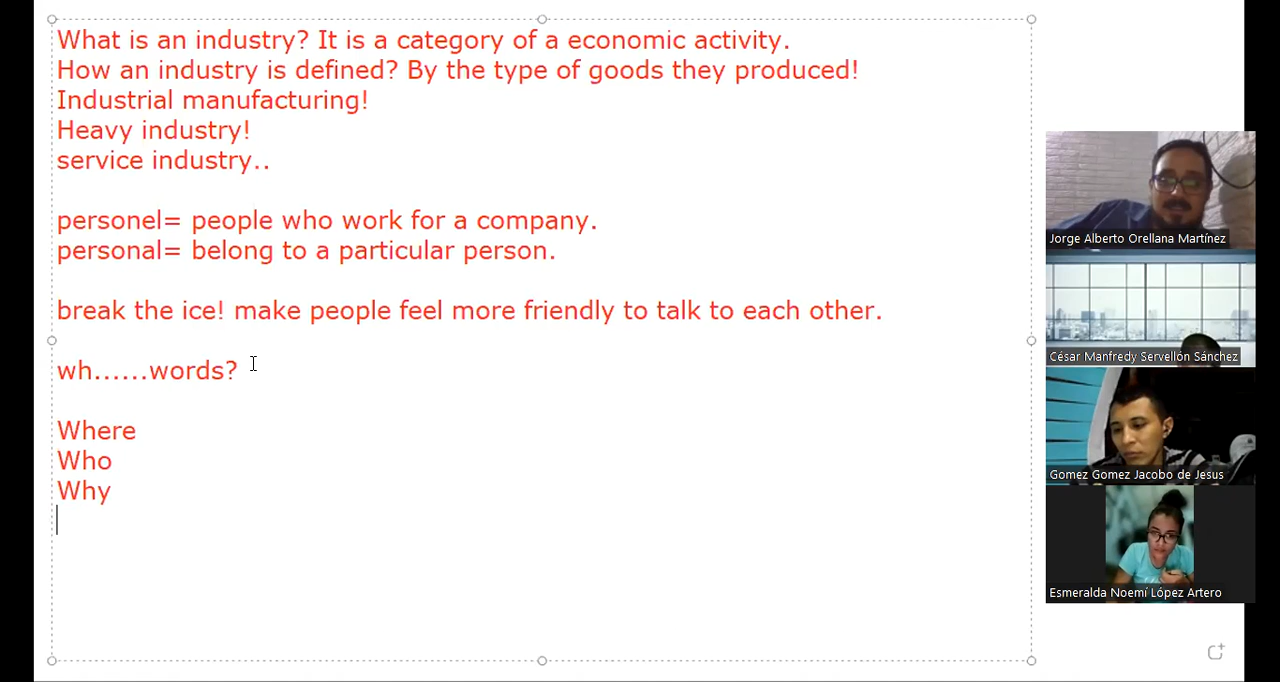 What is an industry? It is a category of a economic activity.
How an industry is defined? By the type of goods they produced!
Industrial manufacturing!
Heavy industry!
service industry..
personel= people who work for a company.
personal= belong to a particular person.
break the ice! make people feel more friendly to talk to each other.
wh......words?
Where
Who
Why
Jorge Alberto Orellana Martínez
César Manfredy Servellón Sánchez
Gomez Gomez Jacobo de Jesus
Esmeralda Noemí López Artero